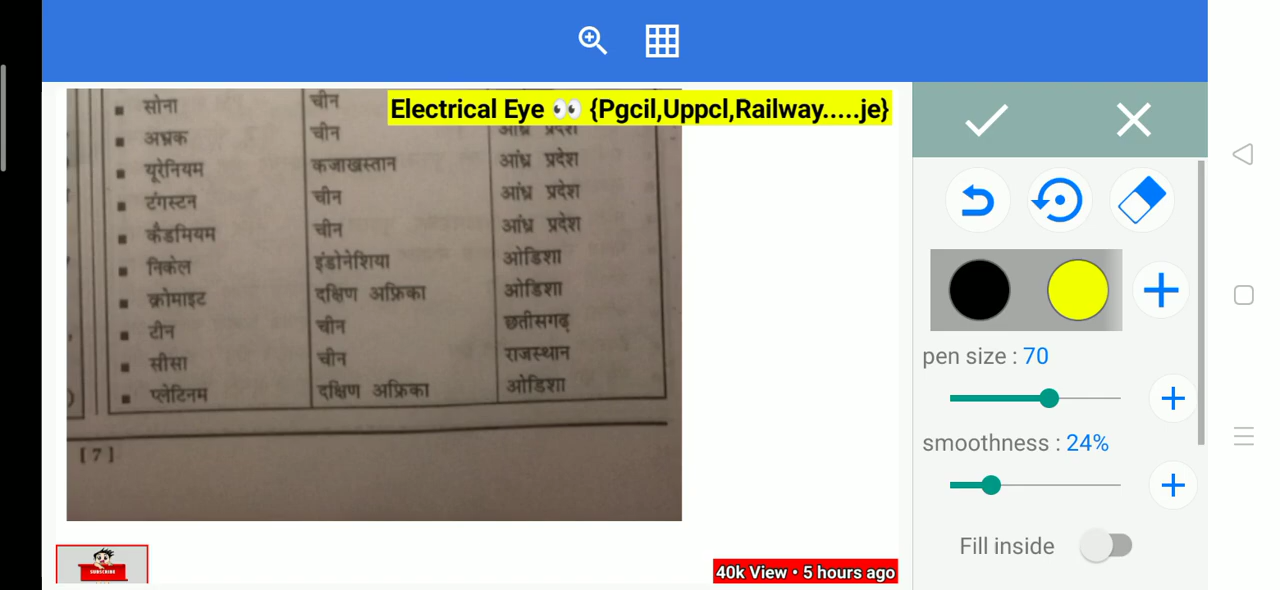 Electrical Eye 👀 {Pgcil,Uppcl,Railway.....je}
▪ सोना चीन
▪ अभ्रक चीन आंध्र प्रदेश
▪ यूरेनियम कजाखस्तान आंध्र प्रदेश
▪ टंगस्टन चीन आंध्र प्रदेश
▪ कैडमियम चीन आंध्र प्रदेश
▪ निकेल इंडोनेशिया ओडिशा
▪ क्रोमाइट दक्षिण अफ्रिका ओडिशा
▪ टीन चीन छतीसगढ़
▪ सीसा चीन राजस्थान
▪ प्लेटिनम दक्षिण अफ्रिका ओडिशा
[ 7 ]
SUBSCRIBE
40k View • 5 hours ago
pen size : 70
smoothness : 24%
Fill inside